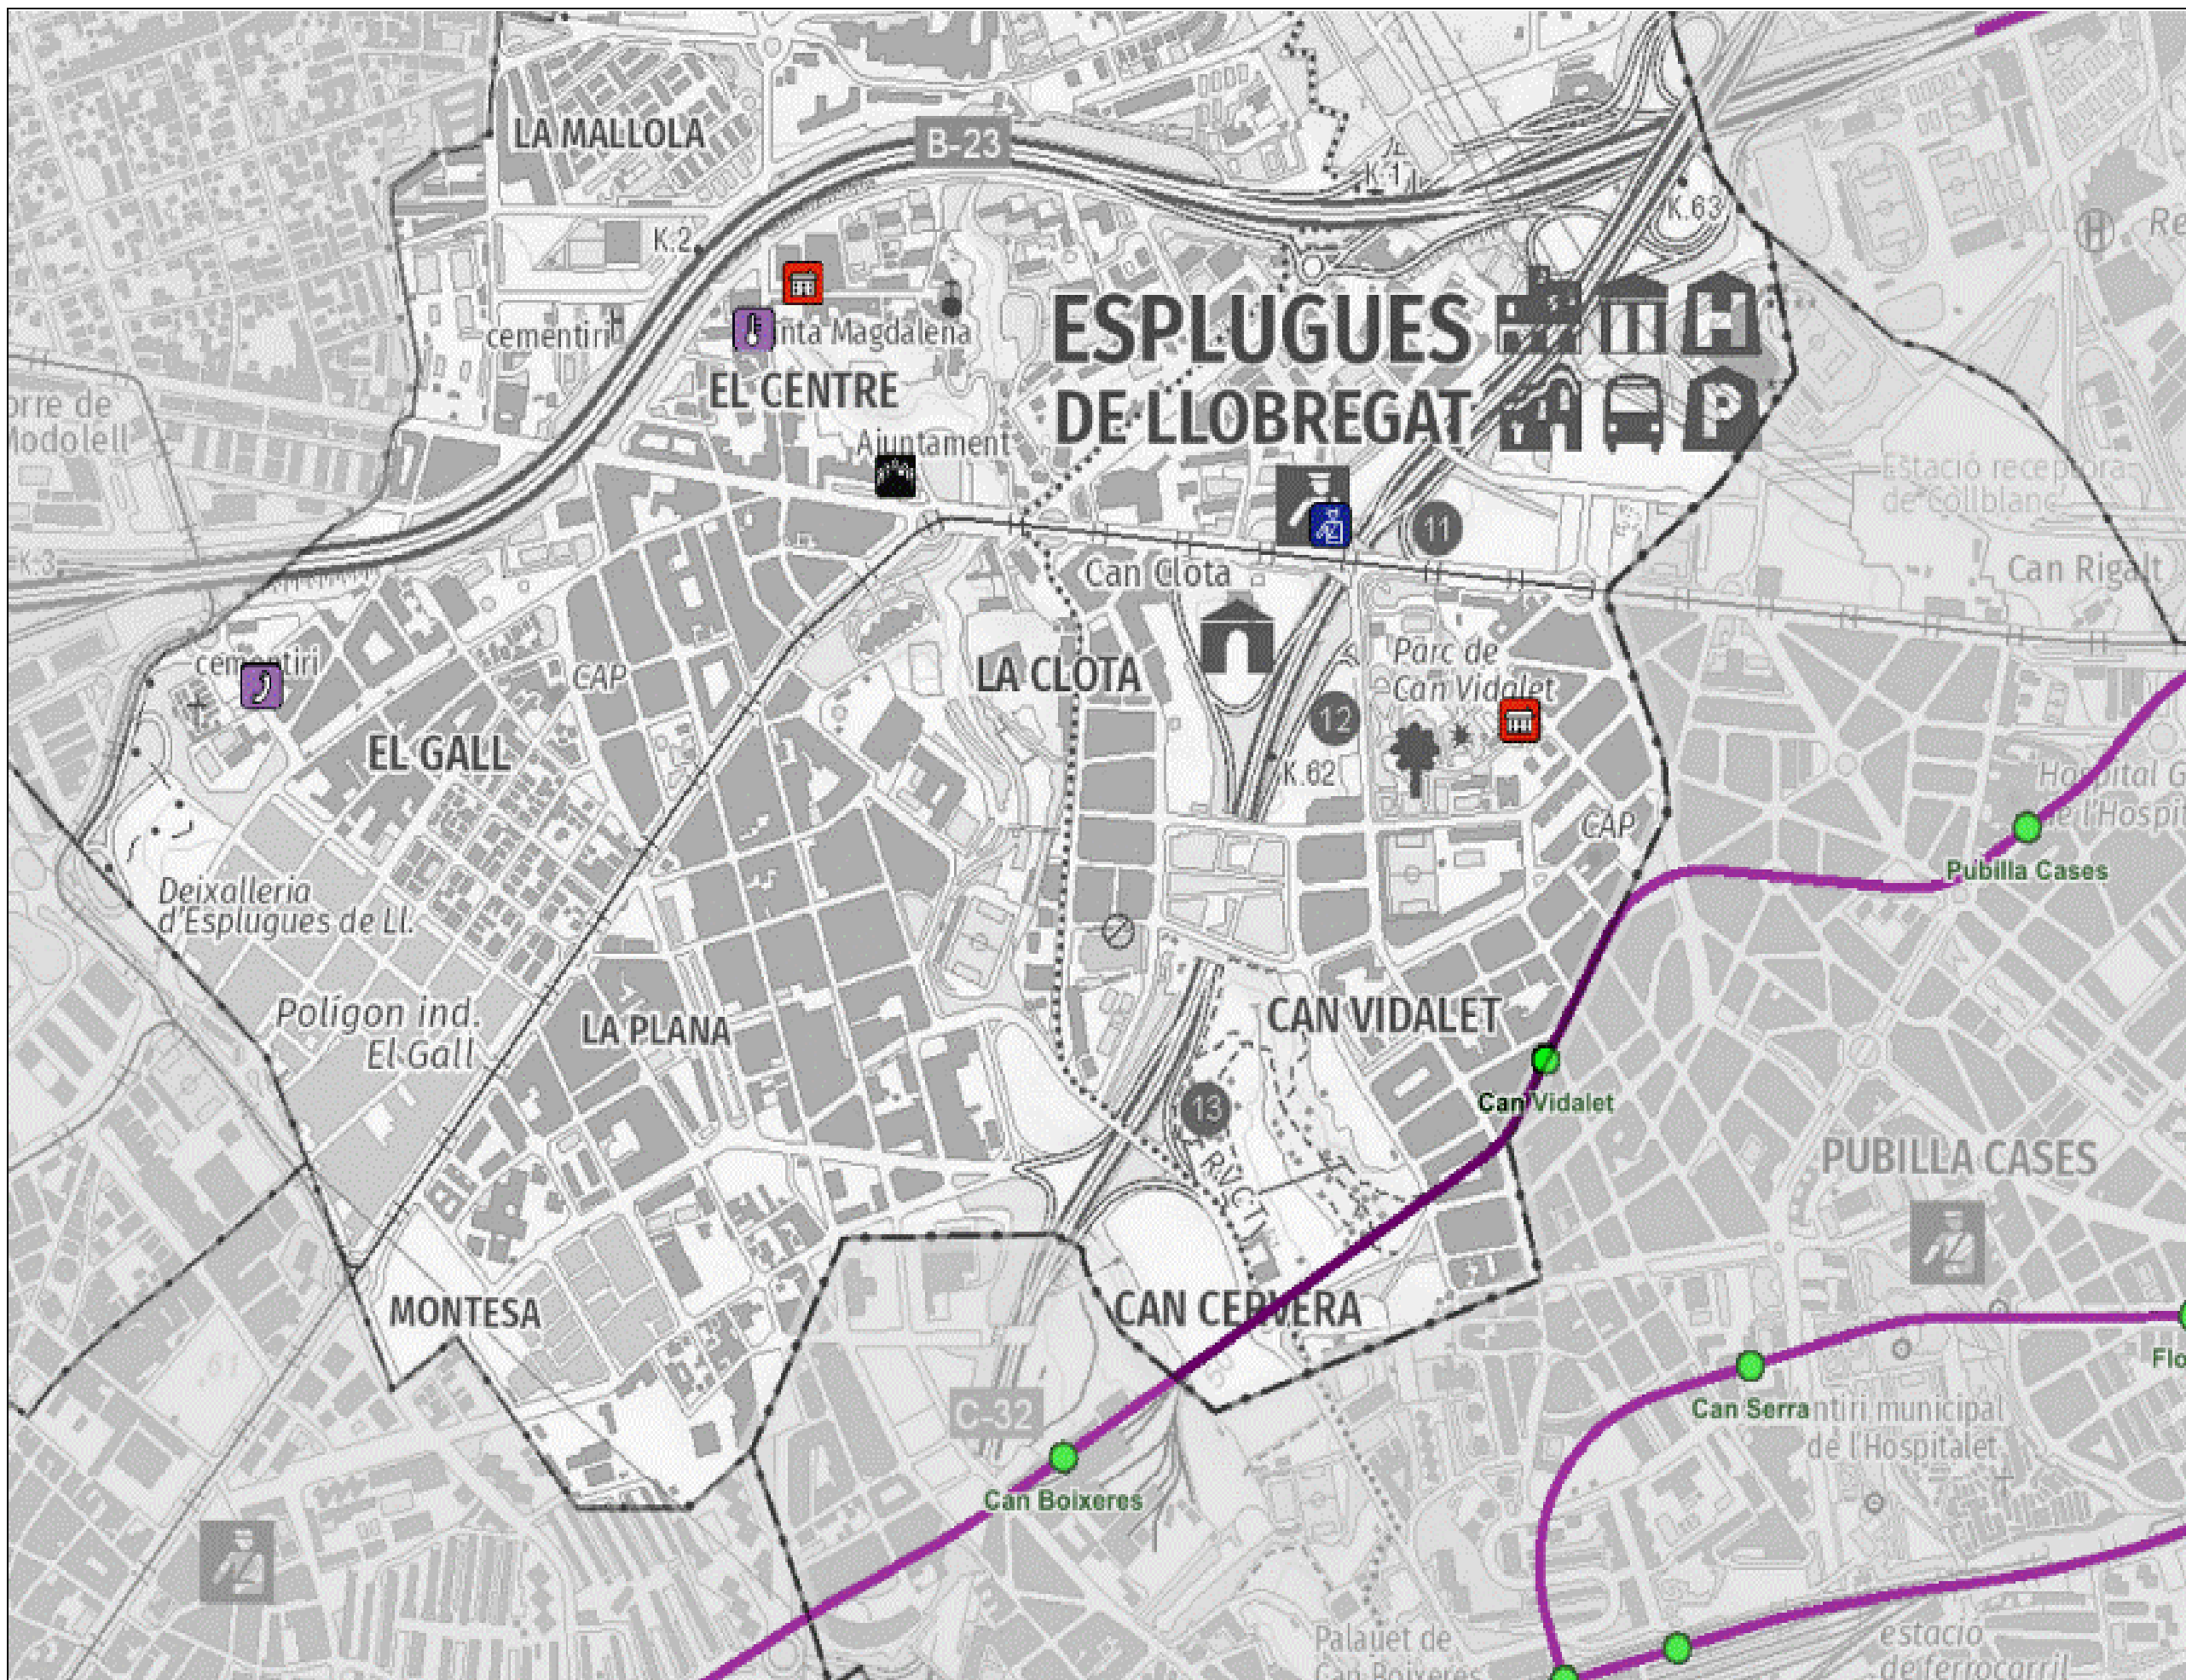 LA MALLOLA
B-23
K.1
K.2
K.63
cementiri
inta Magdalena
EL CENTRE
ESPLUGUES
DE LLOBREGAT
H
P
H
Ajuntament
orre de
Modolell
Estació receptora
de Collblanc
K.3
11
Can Clota
Can Rigalt
cementiri
CAP
LA CLOTA
Parc de
Can Vidalet
12
K.62
EL GALL
CAP
Pubilla Cases
Deixalleria
d'Esplugues de Ll.
Polígon ind.
El Gall
LA PLANA
CAN VIDALET
13
Can Vidalet
PUBILLA CASES
MONTESA
CAN CERVERA
C-32
Can Boixeres
Can Serra
ntiri municipal
de l'Hospitalet
Flo
Palauet de
Can Boixeres
estació
de ferrocarril